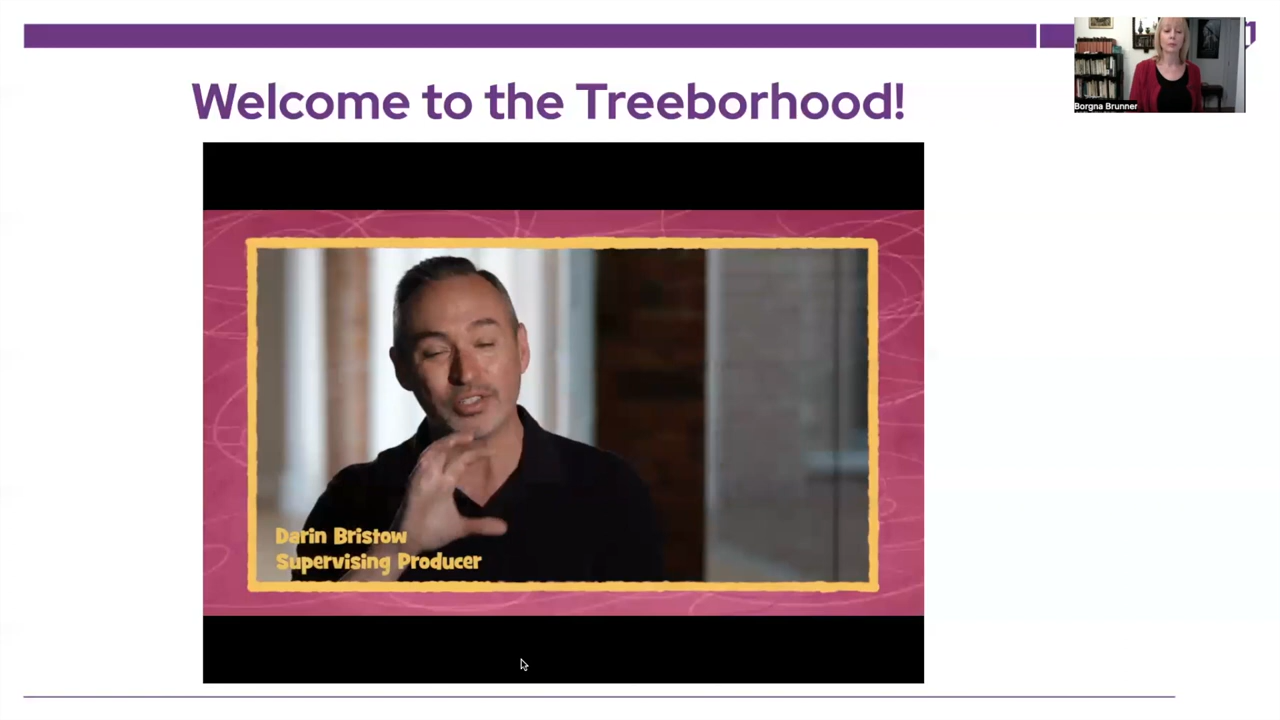 Welcome to the Treeborhood!
Borgna Brunner
Darin Bristow
Supervising Producer